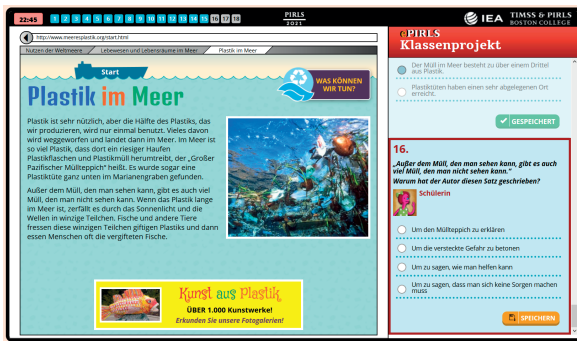 22:45 1 2 3 4 5 6 7 8 9 10 11 12 13 14 15 16 17 18
PIRLS
2021
IEA TIMSS & PIRLS
BOSTON COLLEGE
http://www.meeresplastik.org/start.html
Nutzen der Weltmeere Lebewesen und Lebensräume im Meer Plastik im Meer
Start
Plastik im Meer
WAS KÖNNEN
WIR TUN?
Plastik ist sehr nützlich, aber die Hälfte des Plastiks, das
wir produzieren, wird nur einmal benutzt. Vieles davon
wird weggeworfen und landet dann im Meer. Im Meer ist
so viel Plastik, dass dort ein riesiger Haufen
Plastikflaschen und Plastikmüll herumtreibt, der „Großer
Pazifischer Müllteppich“ heißt. Es wurde sogar eine
Plastiktüte ganz unten im Marianengraben gefunden.
Außer dem Müll, den man sehen kann, gibt es auch viel
Müll, den man nicht sehen kann. Wenn das Plastik lange
im Meer ist, zerfällt es durch das Sonnenlicht und die
Wellen in winzige Teilchen. Fische und andere Tiere
fressen diese winzigen Teilchen giftigen Plastiks und dann
essen Menschen oft die vergifteten Fische.
Kunst aus Plastik
ÜBER 1.000 Kunstwerke!
Erkunden Sie unsere Fotogalerien!
ePIRLS
Klassenprojekt
Der Müll im Meer besteht zu über einem Drittel
aus Plastik.
Plastiktüten haben einen sehr abgelegenen Ort
erreicht.
GESPEICHERT
16.
„Außer dem Müll, den man sehen kann, gibt es auch
viel Müll, den man nicht sehen kann.“
Warum hat der Autor diesen Satz geschrieben?
Schülerin
Um den Müllteppich zu erklären
Um die versteckte Gefahr zu betonen
Um zu sagen, wie man helfen kann
Um zu sagen, dass man sich keine Sorgen machen
muss
SPEICHERN